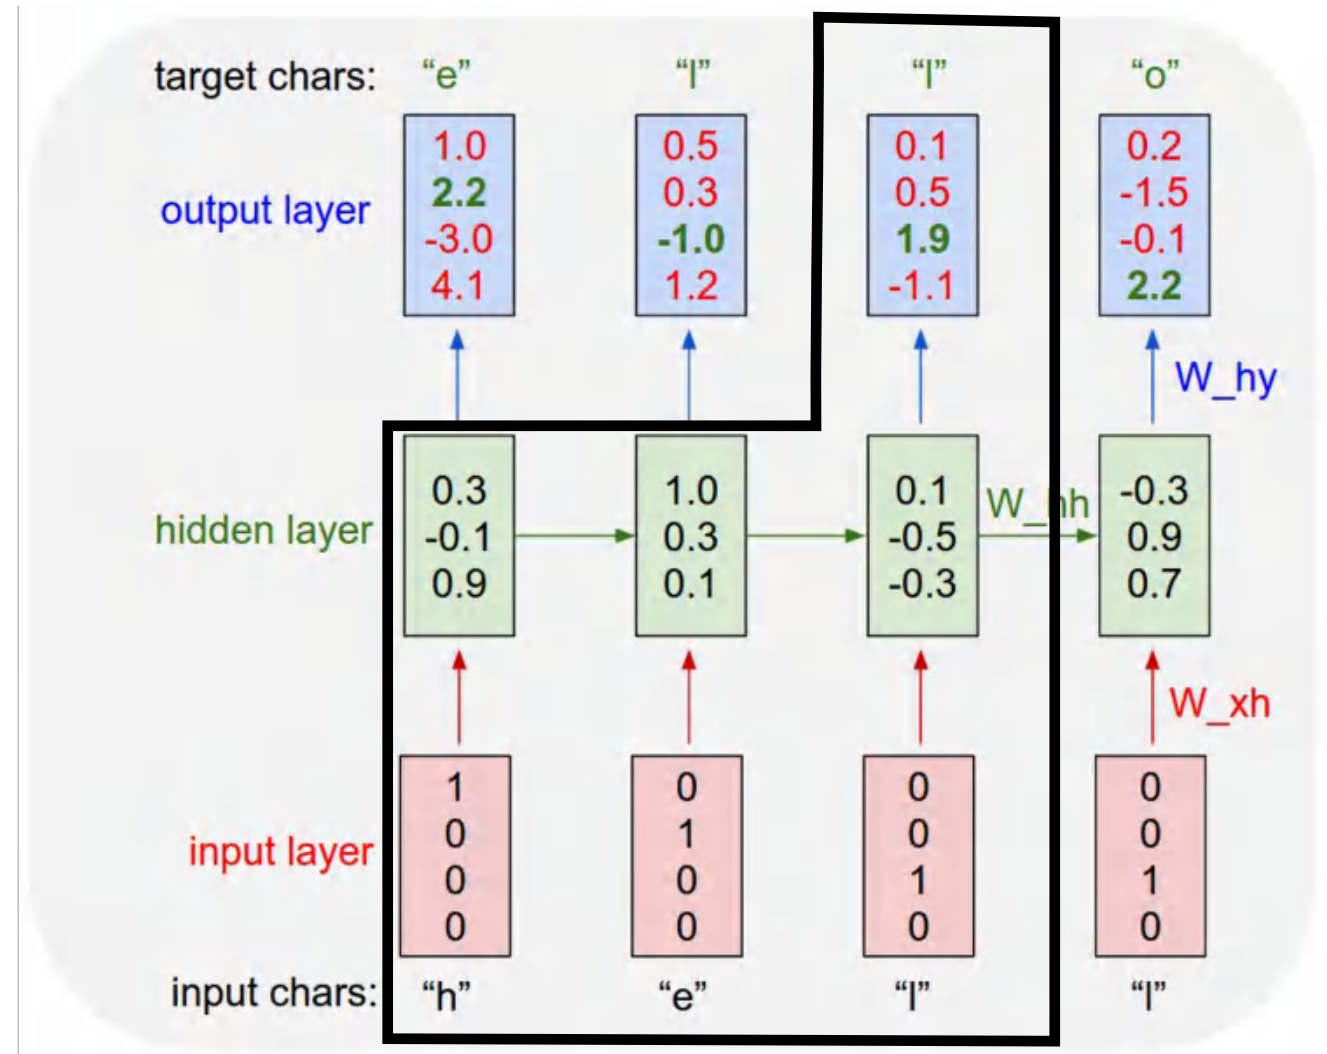 target chars: “e” “l” “l” “o”
1.0 0.5 0.1 0.2
2.2 0.3 0.5 -1.5
output layer
-3.0 -1.0 1.9 -0.1
4.1 1.2 -1.1 2.2
W_hy
0.3 1.0 0.1 W_hh -0.3
hidden layer -0.1 0.3 -0.5 0.9
0.9 0.1 -0.3 0.7
W_xh
1 0 0 0
0 1 0 0
input layer
0 0 1 1
0 0 0 0
input chars: “h” “e” “l” “l”